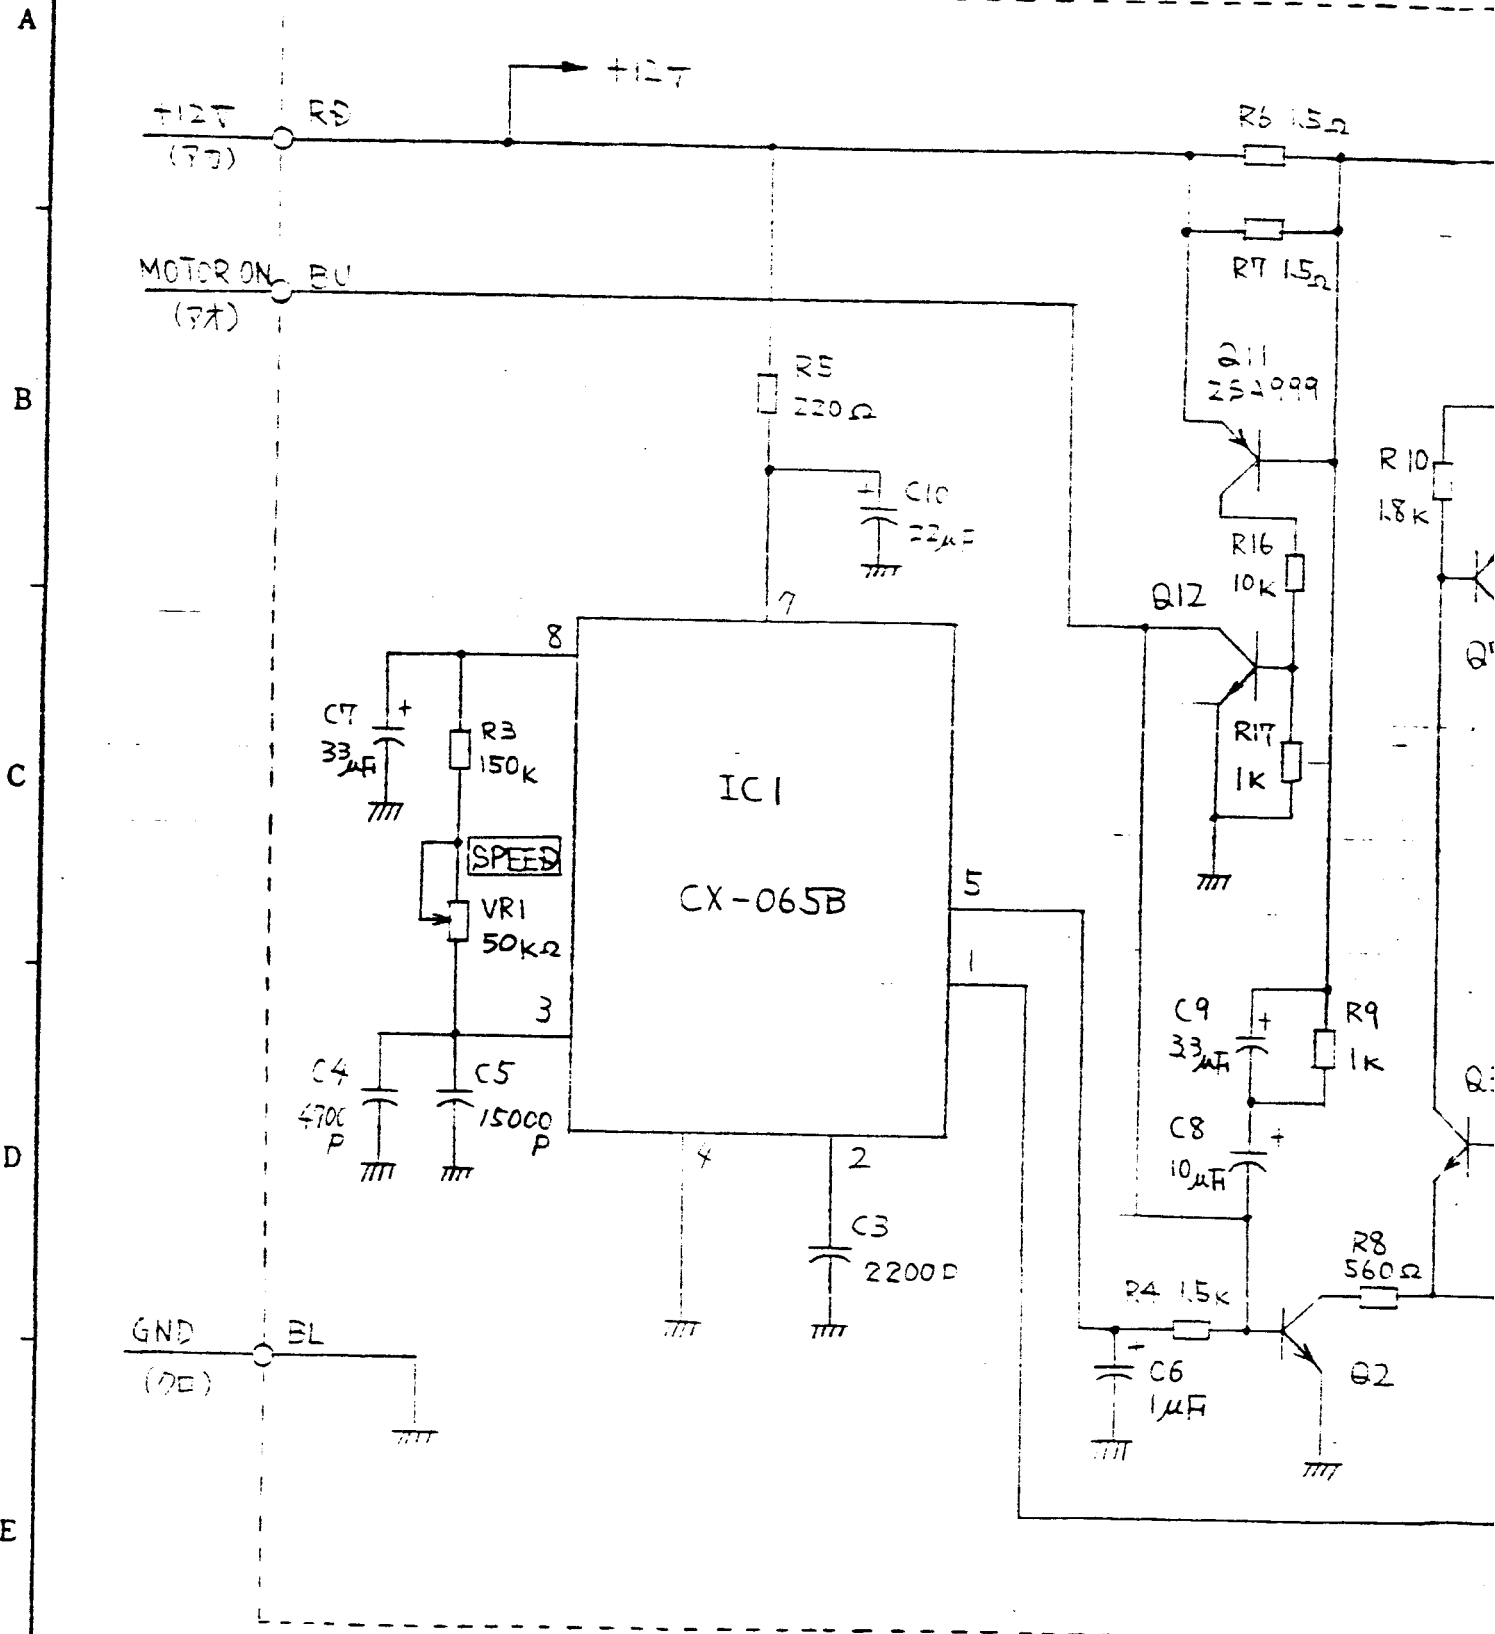 A
+12V
+12V
RD
(アカ)
R6 1.5Ω
R7 1.5Ω
MOTOR ON
BU
(アオ)
B
R5
220Ω
Q11
2SA999
C10
22μF
R10
1.8K
R16
10K
Q12
7
8
C7
+
33μF
R3
150K
R17
1K
C
IC1
SPEED
CX-065B
5
VR1
50KΩ
1
3
C9
+
33μF
R9
1K
C4
4700
P
C5
15000
P
D
4
2
C8
+
10μF
C3
2200P
R8
560Ω
R4 1.5K
GND
BL
(クロ)
+
C6
1μF
Q2
E